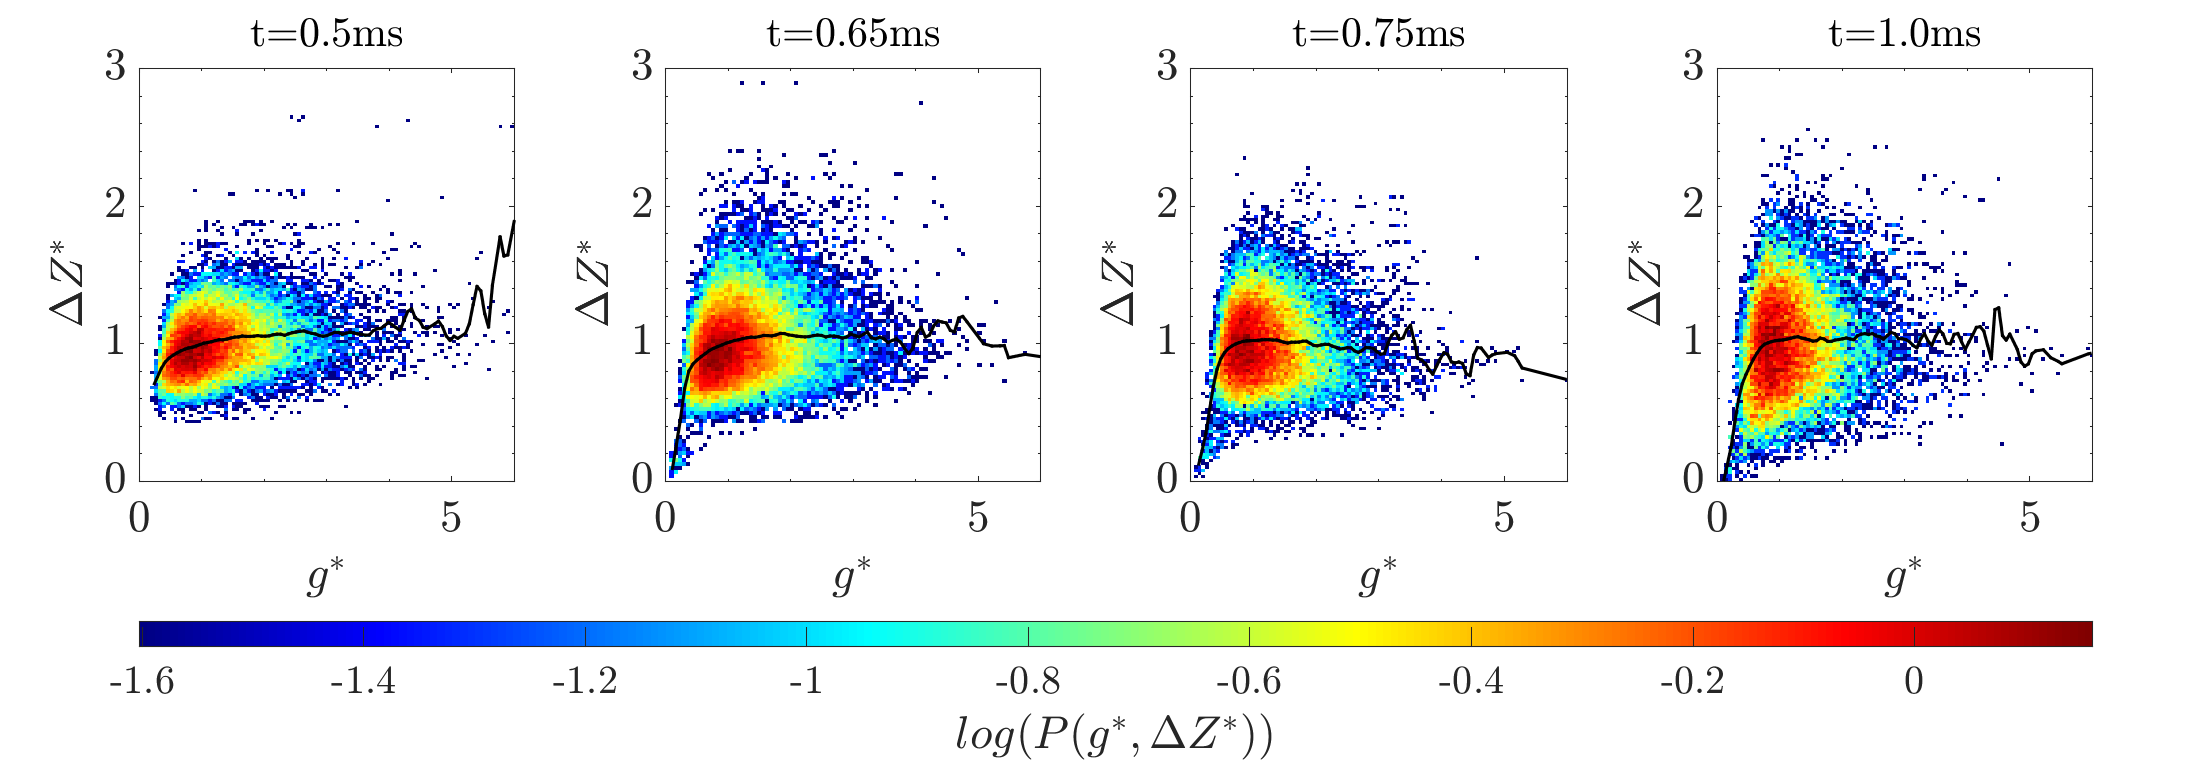 t=0.5ms t=0.65ms t=0.75ms t=1.0ms
3 3 3 3
2 2 2 2
ΔZ* ΔZ* ΔZ* ΔZ*
1 1 1 1
0 0 0 0
0 5 0 5 0 5 0 5
g* g* g* g*
-1.6 -1.4 -1.2 -1 -0.8 -0.6 -0.4 -0.2 0
log(P(g*, ΔZ*))